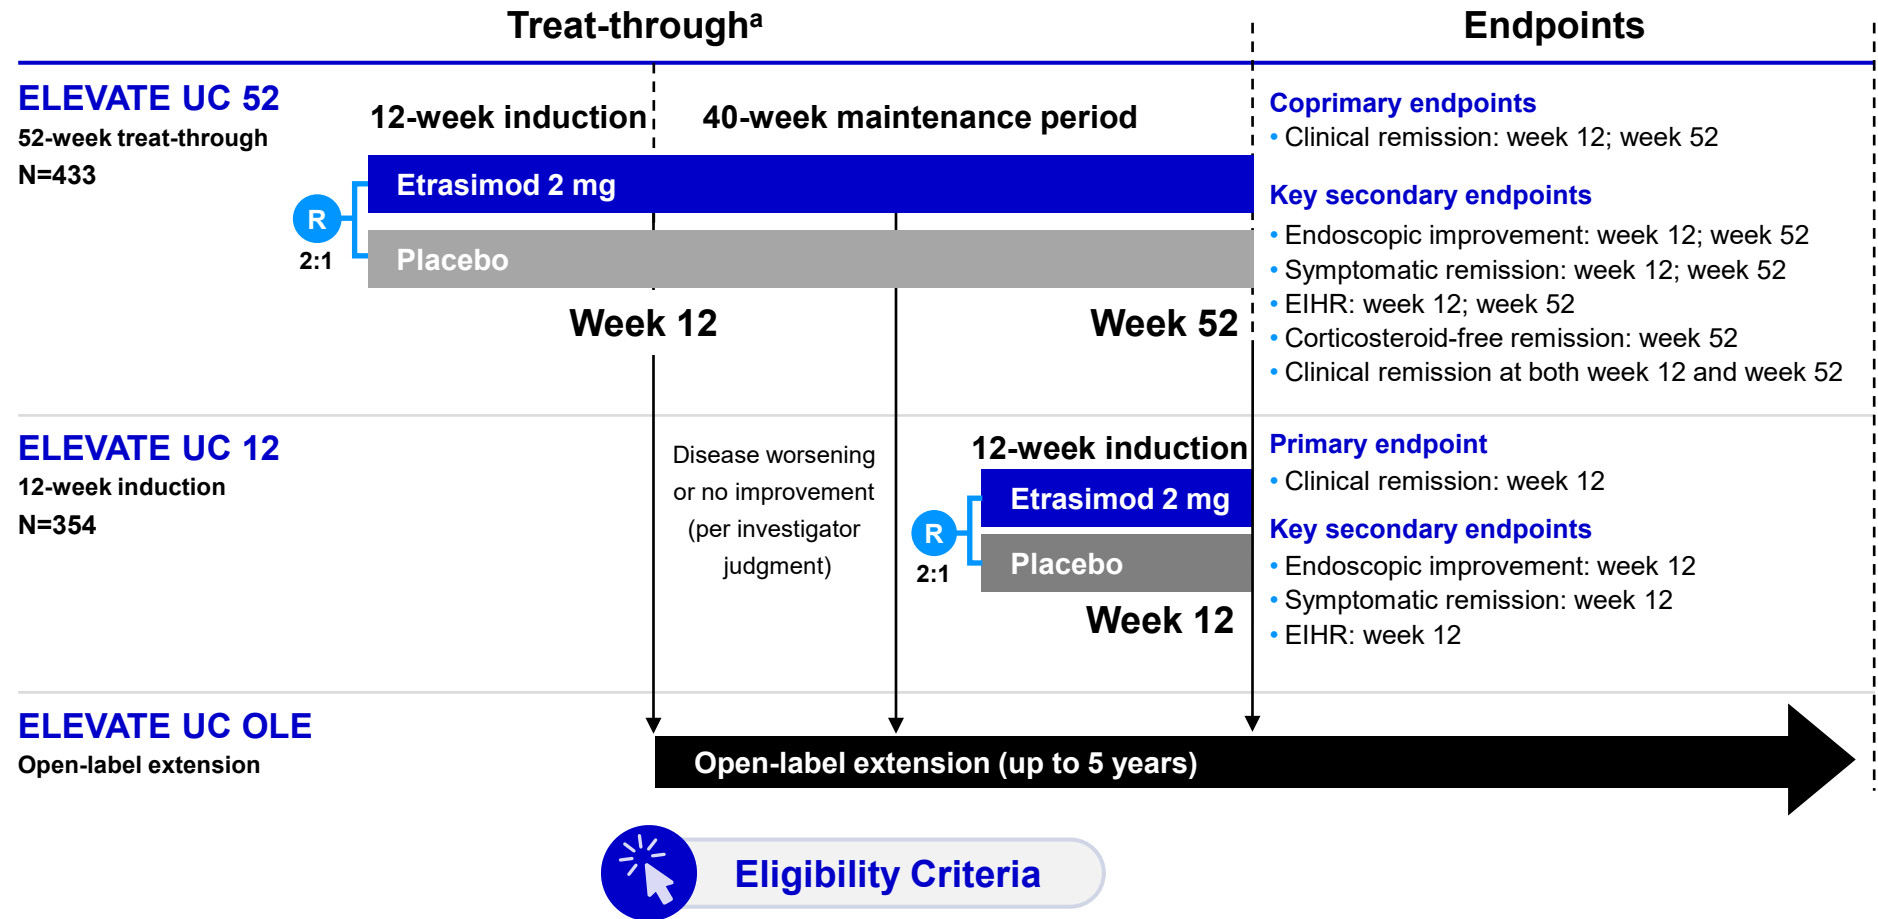 Treat-throughᵃ
Endpoints
ELEVATE UC 52
52-week treat-through
N=433
12-week induction
40-week maintenance period
R
2:1
Etrasimod 2 mg
Placebo
Week 12
Week 52
Coprimary endpoints
• Clinical remission: week 12; week 52
Key secondary endpoints
• Endoscopic improvement: week 12; week 52
• Symptomatic remission: week 12; week 52
• EIHR: week 12; week 52
• Corticosteroid-free remission: week 52
• Clinical remission at both week 12 and week 52
ELEVATE UC 12
12-week induction
N=354
Disease worsening
or no improvement
(per investigator
judgment)
12-week induction
R
2:1
Etrasimod 2 mg
Placebo
Week 12
Primary endpoint
• Clinical remission: week 12
Key secondary endpoints
• Endoscopic improvement: week 12
• Symptomatic remission: week 12
• EIHR: week 12
ELEVATE UC OLE
Open-label extension
Open-label extension (up to 5 years)
Eligibility Criteria